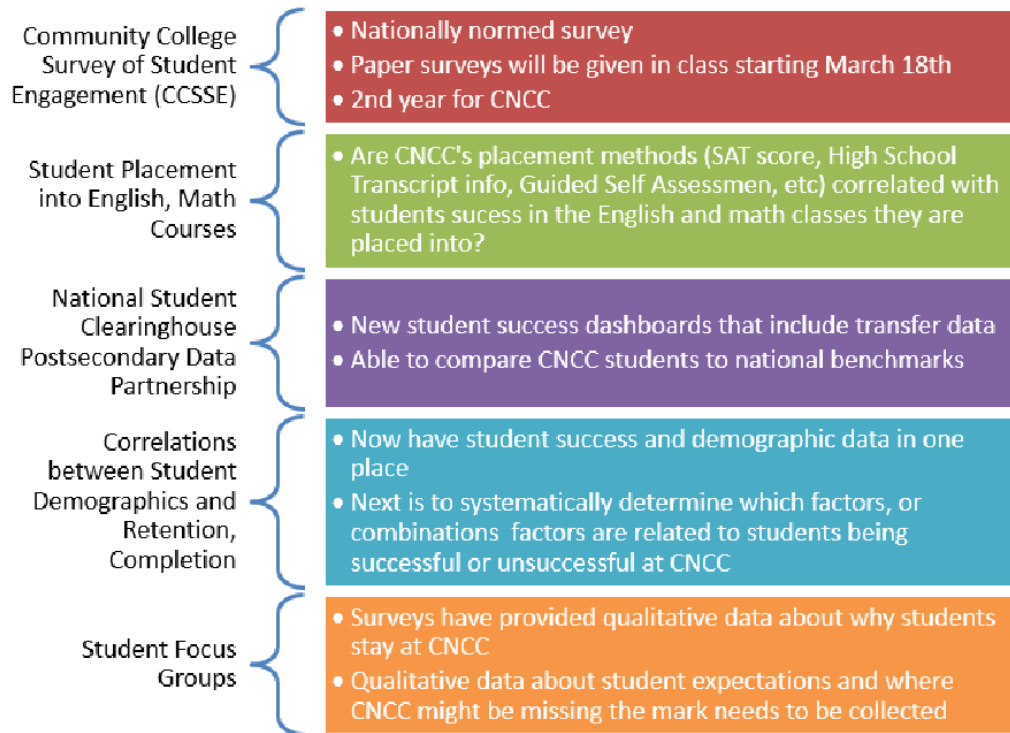 Community College
Survey of Student
Engagement (CCSSE)
• Nationally normed survey
• Paper surveys will be given in class starting March 18th
• 2nd year for CNCC
Student Placement
into English, Math
Courses
• Are CNCC's placement methods (SAT score, High School
Transcript info, Guided Self Assessmen, etc) correlated with
students sucess in the English and math classes they are
placed into?
National Student
Clearinghouse
Postsecondary Data
Partnership
• New student success dashboards that include transfer data
• Able to compare CNCC students to national benchmarks
Correlations
between Student
Demographics and
Retention,
Completion
• Now have student success and demographic data in one
place
• Next is to systematically determine which factors, or
combinations factors are related to students being
successful or unsuccessful at CNCC
Student Focus
Groups
• Surveys have provided qualitative data about why students
stay at CNCC
• Qualitative data about student expectations and where
CNCC might be missing the mark needs to be collected